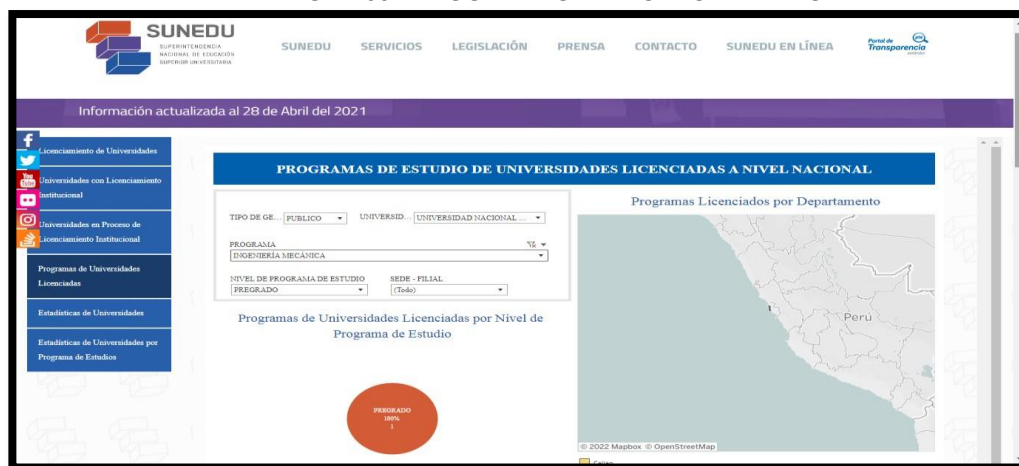 SUNEDU
SUPERINTENDENCIA
NACIONAL DE EDUCACIÓN
SUPERIOR UNIVERSITARIA
SUNEDU SERVICIOS LEGISLACIÓN PRENSA CONTACTO SUNEDU EN LÍNEA
Portal de
Transparencia
Información actualizada al 28 de Abril del 2021
Licenciamiento de Universidades
Universidades con Licenciamiento
Institucional
Universidades en Proceso de
Licenciamiento Institucional
Programas de Universidades
Licenciadas
Estadísticas de Universidades
Estadísticas de Universidades por
Programa de Estudios
PROGRAMAS DE ESTUDIO DE UNIVERSIDADES LICENCIADAS A NIVEL NACIONAL
TIPO DE GE... PUBLICO UNIVERSID... UNIVERSIDAD NACIONAL ...
PROGRAMA
INGENIERÍA MECÁNICA
NIVEL DE PROGRAMA DE ESTUDIO SEDE - FILIAL
PREGRADO (Todo)
Programas de Universidades Licenciadas por Nivel de
Programa de Estudio
PREGRADO
100%
1
Programas Licenciados por Departamento
Perú
© 2022 Mapbox © OpenStreetMap
Callao